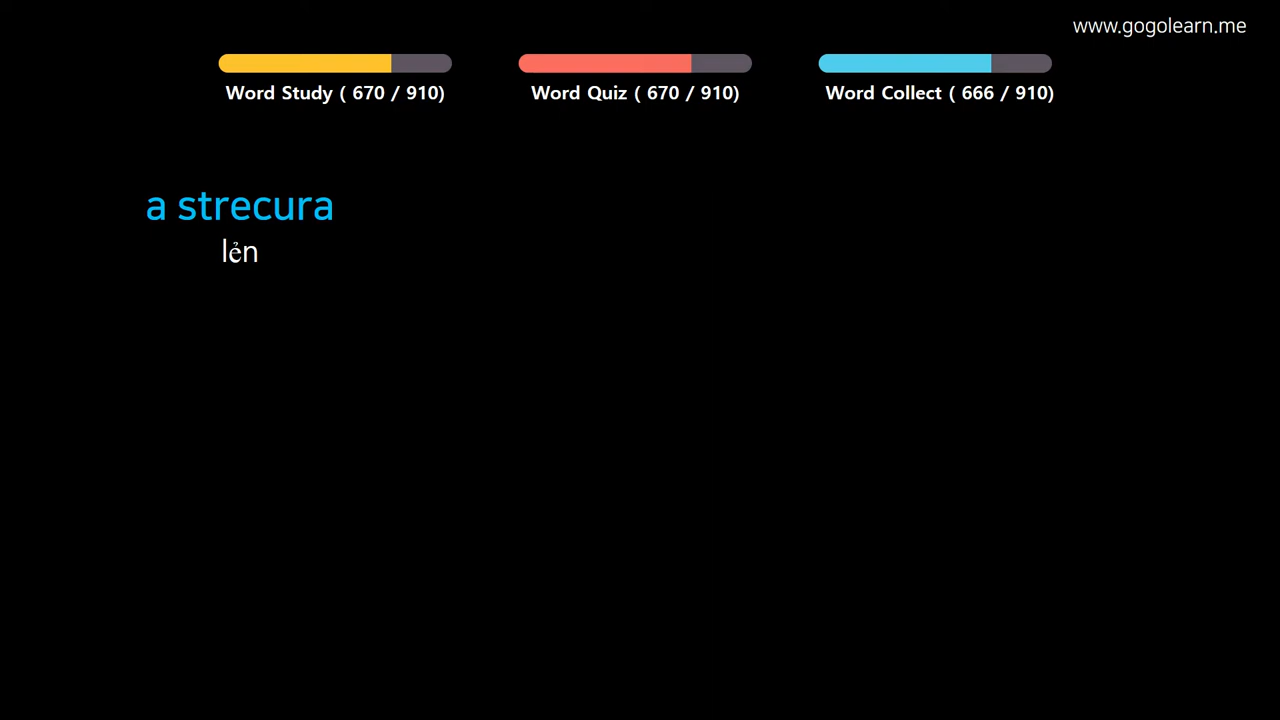 www.gogolearn.me
Word Study ( 670 / 910)
Word Quiz ( 670 / 910)
Word Collect ( 666 / 910)
a strecura
lẻn